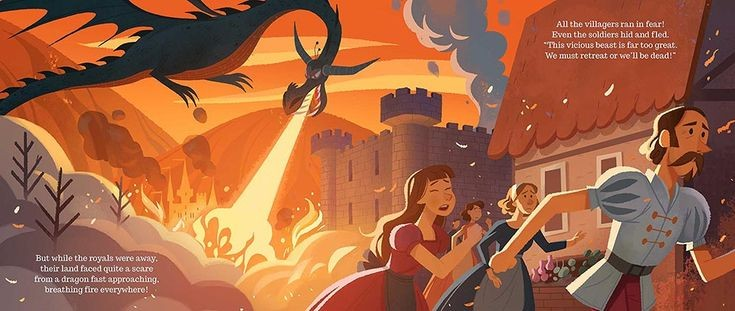 All the villagers ran in fear!
Even the soldiers hid and fled.
"This vicious beast is far too great.
We must retreat or we'll be dead!"
But while the royals were away,
their land faced quite a scare
from a dragon fast approaching,
breathing fire everywhere!